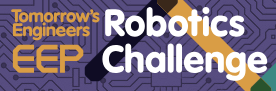 Tomorrow's
Engineers
EEP
Robotics
Challenge